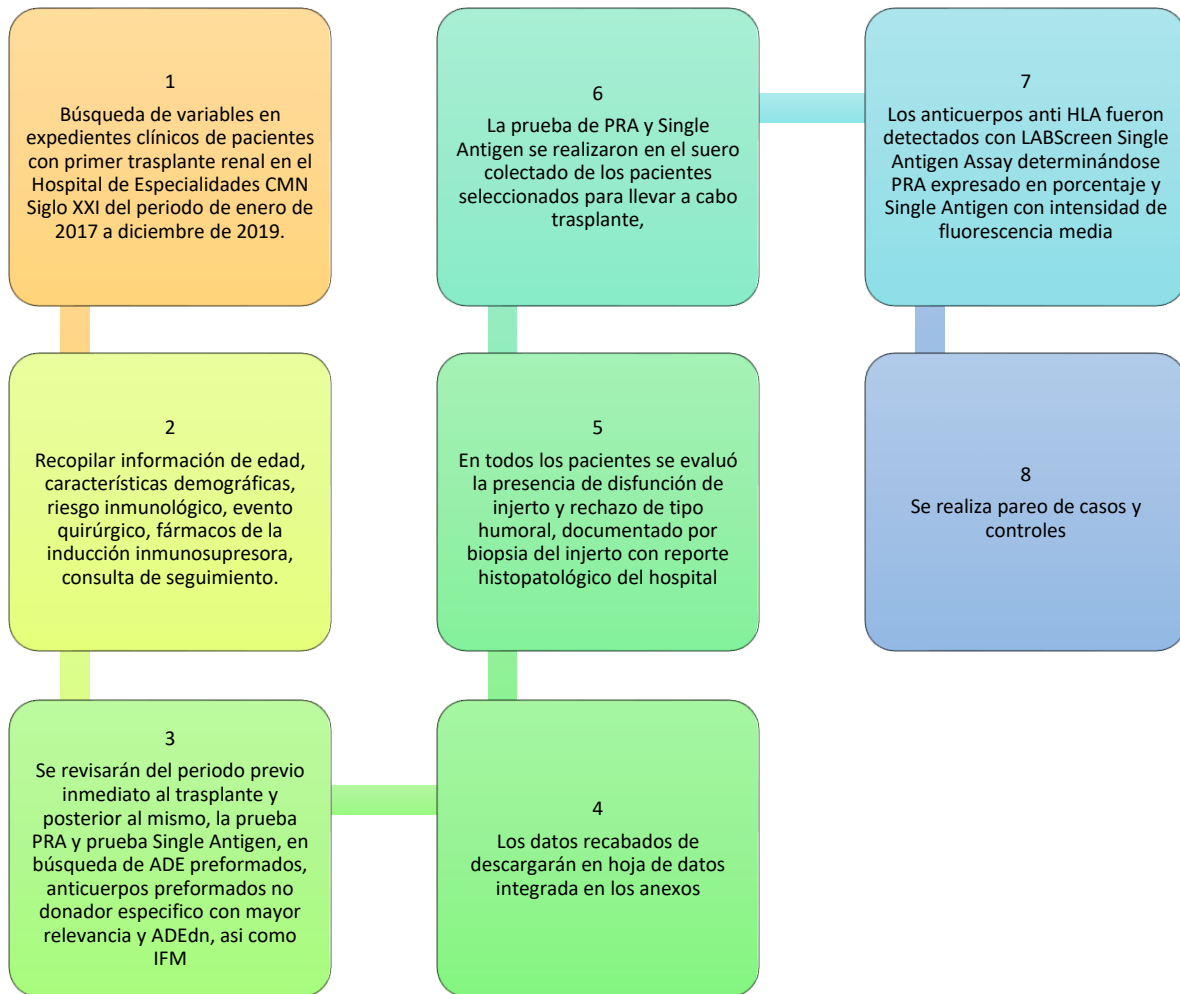 1
Búsqueda de variables en
expedientes clínicos de pacientes
con primer trasplante renal en el
Hospital de Especialidades CMN
Siglo XXI del periodo de enero de
2017 a diciembre de 2019.
2
Recopilar información de edad,
características demográficas,
riesgo inmunológico, evento
quirúrgico, fármacos de la
inducción inmunosupresora,
consulta de seguimiento.
3
Se revisarán del periodo previo
inmediato al trasplante y
posterior al mismo, la prueba
PRA y prueba Single Antigen, en
búsqueda de ADE preformados,
anticuerpos preformados no
donador especifico con mayor
relevancia y ADEdn, asi como
IFM
4
Los datos recabados de
descargarán en hoja de datos
integrada en los anexos
5
En todos los pacientes se evaluó
la presencia de disfunción de
injerto y rechazo de tipo
humoral, documentado por
biopsia del injerto con reporte
histopatológico del hospital
6
La prueba de PRA y Single
Antigen se realizaron en el suero
colectado de los pacientes
seleccionados para llevar a cabo
trasplante,
7
Los anticuerpos anti HLA fueron
detectados con LABScreen Single
Antigen Assay determinándose
PRA expresado en porcentaje y
Single Antigen con intensidad de
fluorescencia media
8
Se realiza pareo de casos y
controles